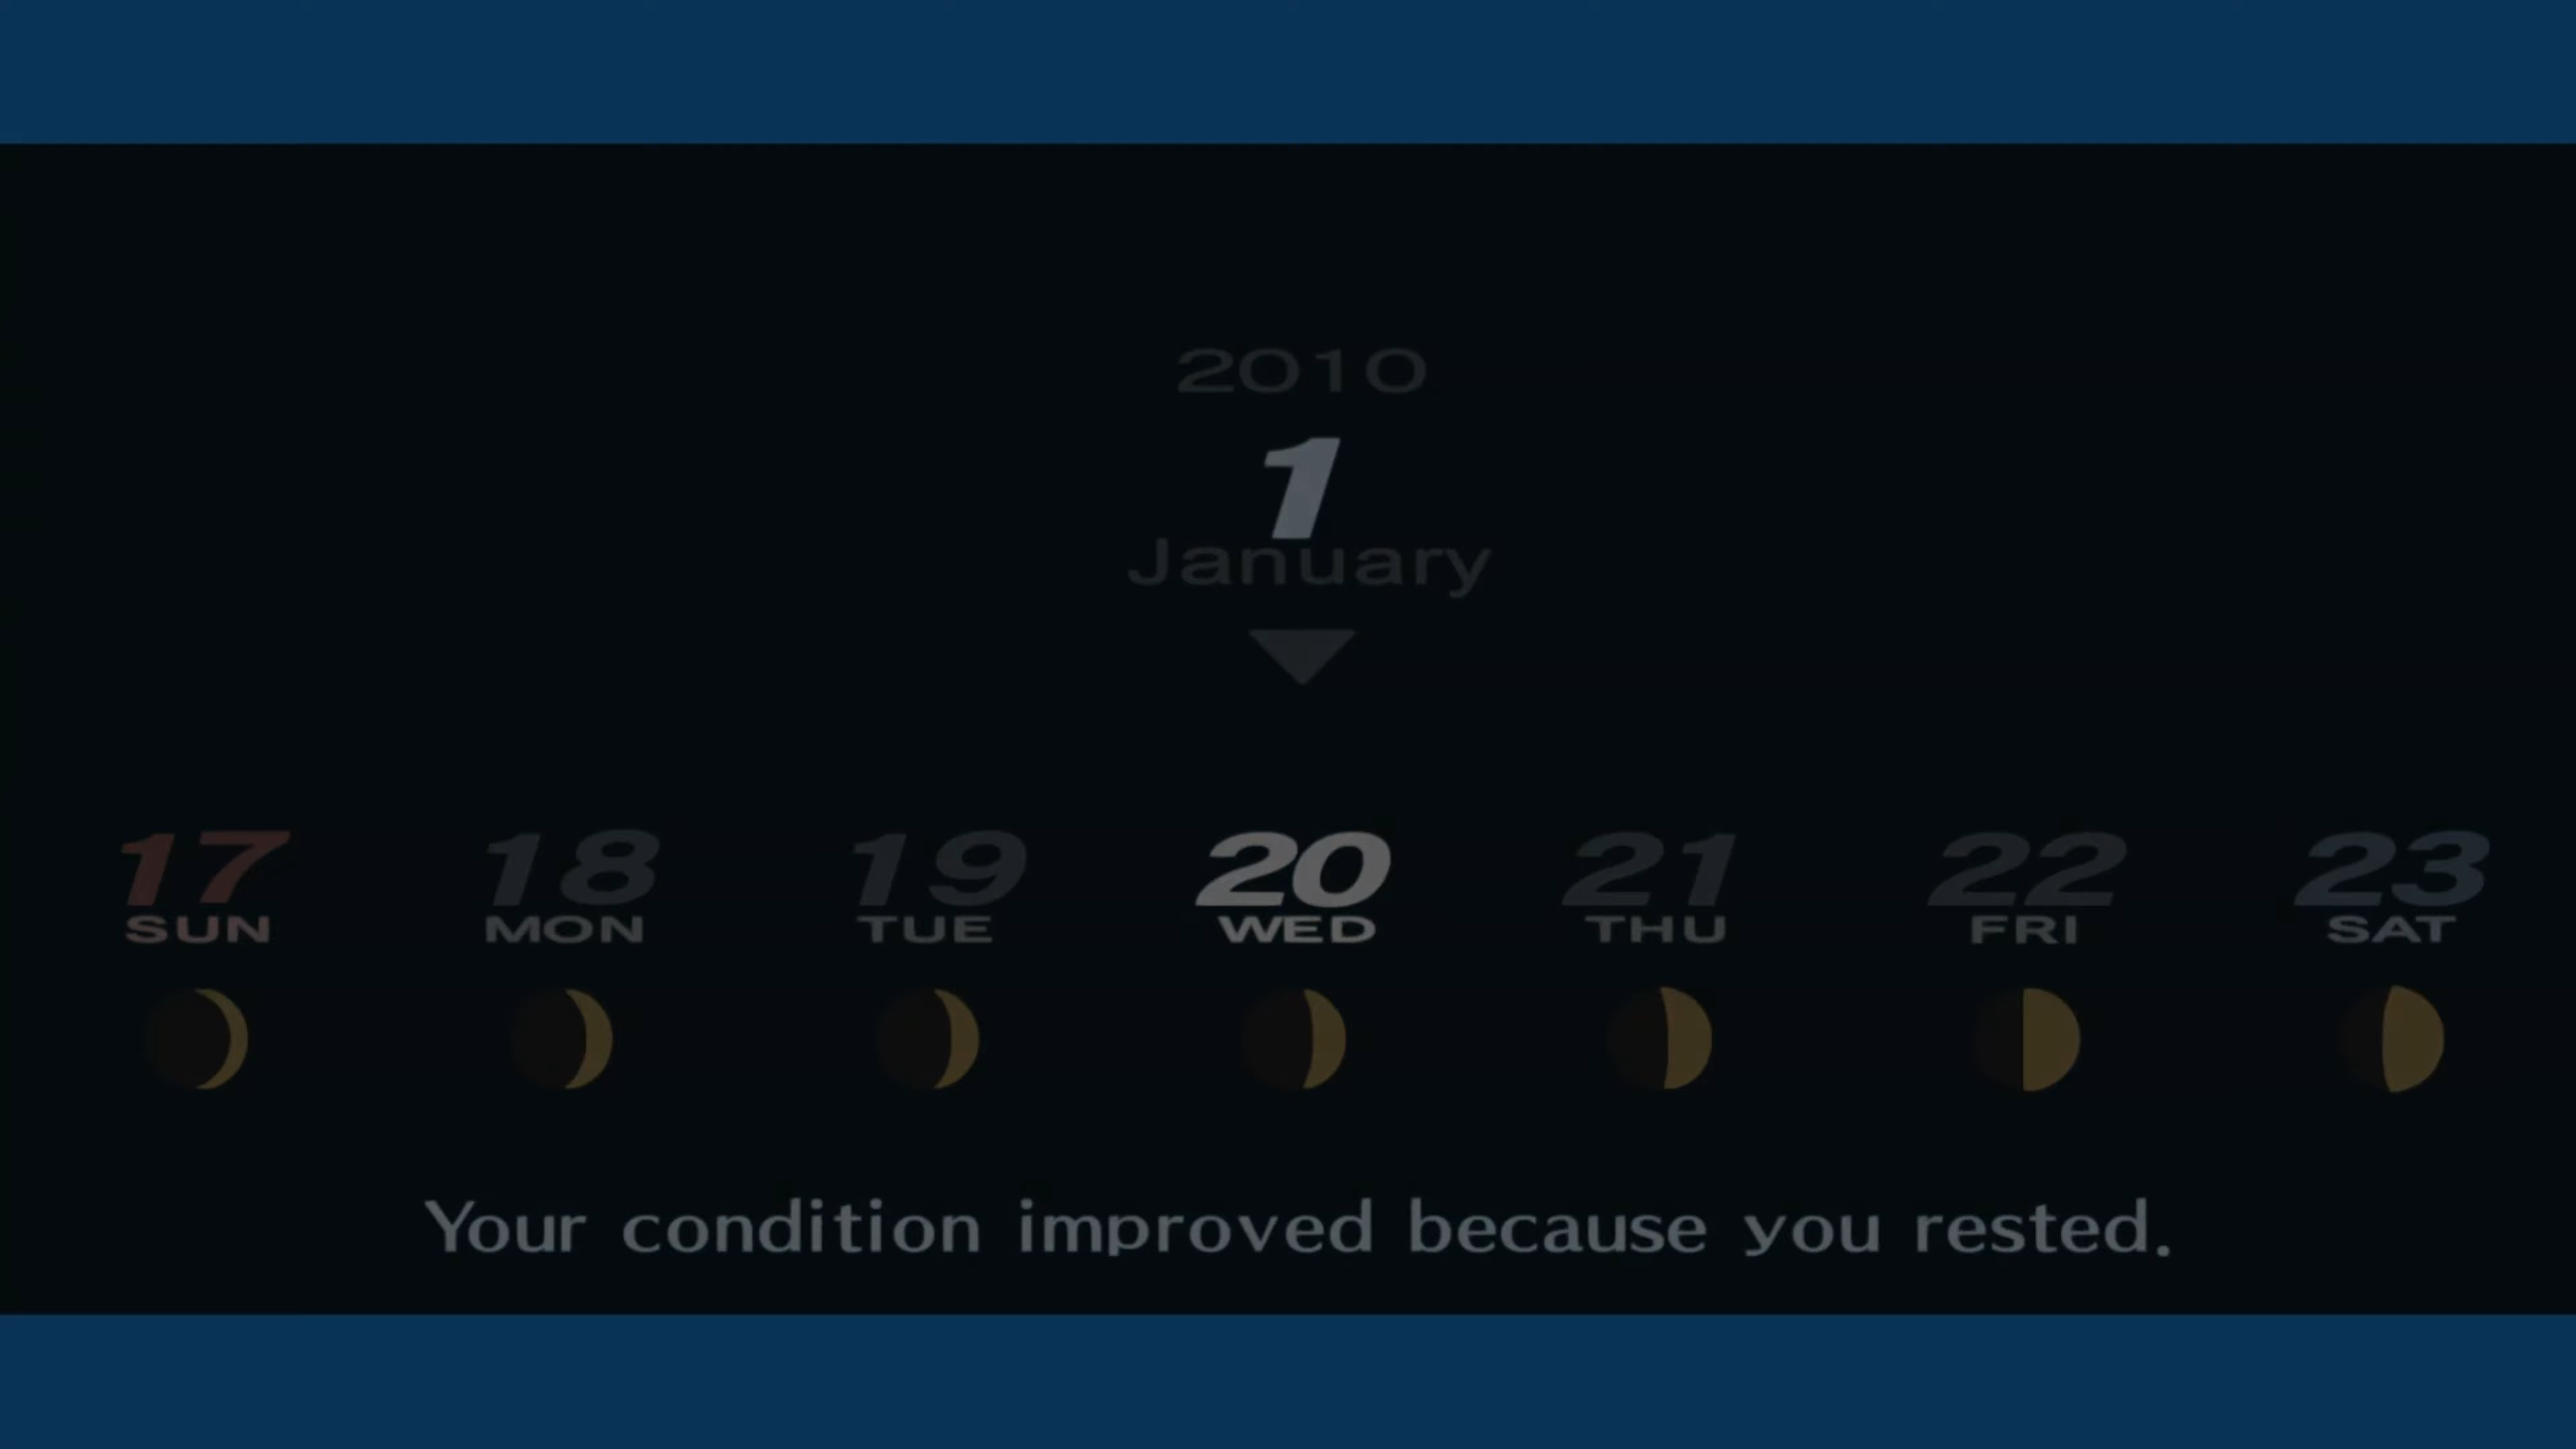 2010
1
January
17 18 19 20 21 22 23
SUN MON TUE WED THU FRI SAT
Your condition improved because you rested.